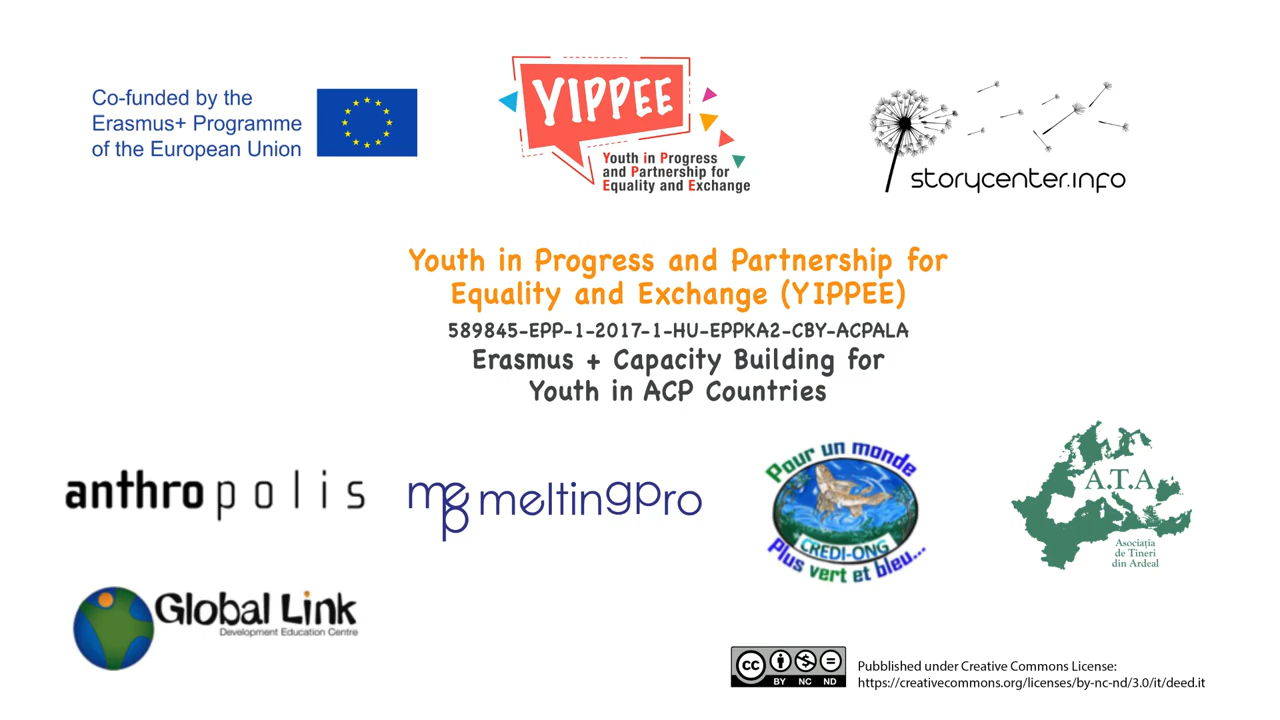 Co-funded by the
Erasmus+ Programme
of the European Union
YIPPEE
Youth in Progress
and Partnership for
Equality and Exchange
storycenter.info
Youth in Progress and Partnership for
Equality and Exchange (YIPPEE)
589845-EPP-1-2017-1-HU-EPPKA2-CBY-ACPALA
Erasmus + Capacity Building for
Youth in ACP Countries
anthropolis
mep meltingpro
Pour un monde
CREDI-ONG
Plus vert et bleu...
A.T.A
Asociația
de Tineri
din Ardeal
Global Link
Development Education Centre
cc
BY NC ND
Pubblished under Creative Commons License:
https://creativecommons.org/licenses/by-nc-nd/3.0/it/deed.it